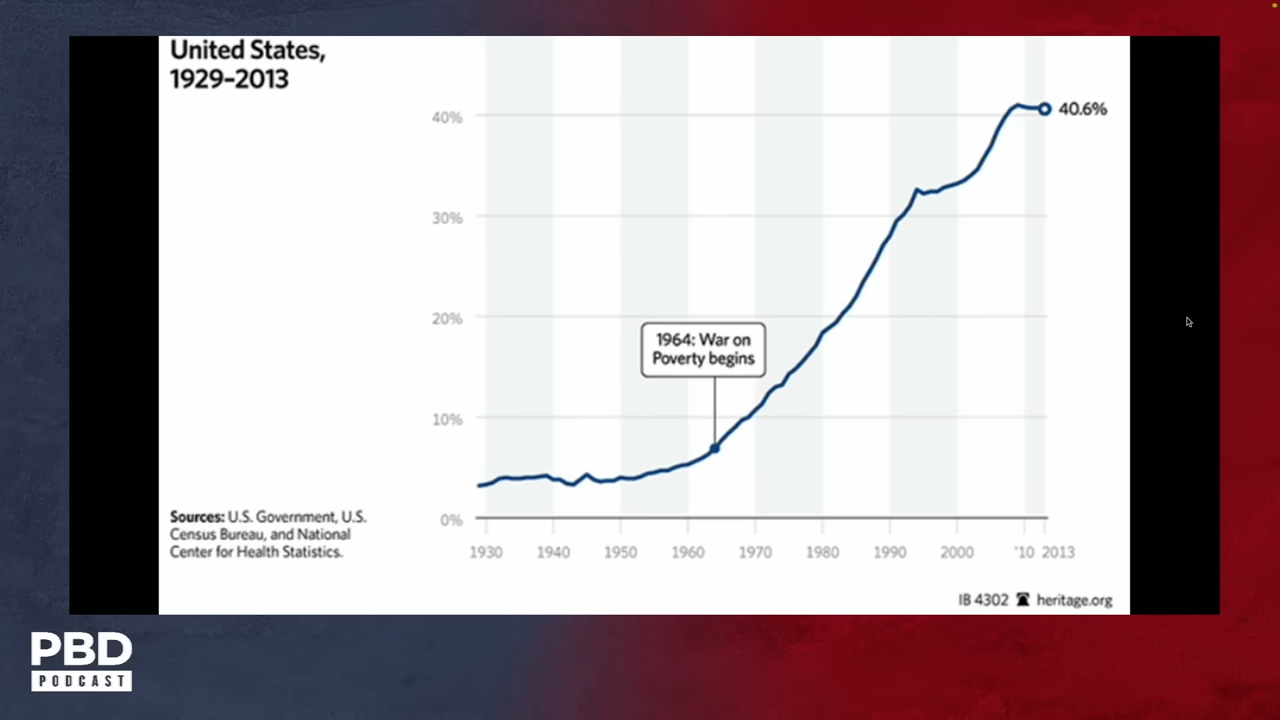 United States,
1929–2013
40%
40.6%
30%
20%
1964: War on
Poverty begins
10%
0%
Sources: U.S. Government, U.S.
Census Bureau, and National
Center for Health Statistics.
1930 1940 1950 1960 1970 1980 1990 2000 '10 2013
IB 4302 heritage.org
PBD
PODCAST